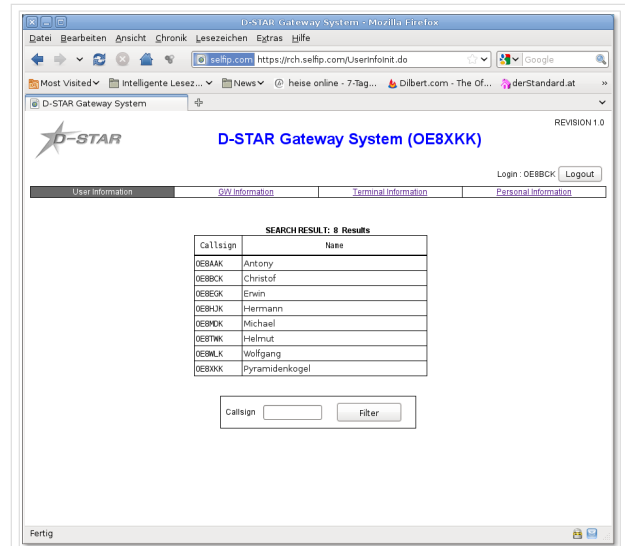 D-STAR Gateway System - Mozilla Firefox
Datei Bearbeiten Ansicht Chronik Lesezeichen Extras Hilfe
selfip.com https://rch.selfip.com/UserInfoInit.do Google
Most Visited Intelligente Lesez... News heise online - 7-Tag... Dilbert.com - The Of... derStandard.at »
D-STAR Gateway System
REVISION 1.0
D-STAR
D-STAR Gateway System (OE8XKK)
Login : OE8BCK Logout
User Information GW Information Terminal Information Personal Information
SEARCH RESULT: 8 Results
Callsign Name
OE8AAK Antony
OE8BCK Christof
OE8EGK Erwin
OE8HJK Hermann
OE8MDK Michael
OE8TWK Helmut
OE8WLK Wolfgang
OE8XKK Pyramidenkogel
Callsign Filter
Fertig